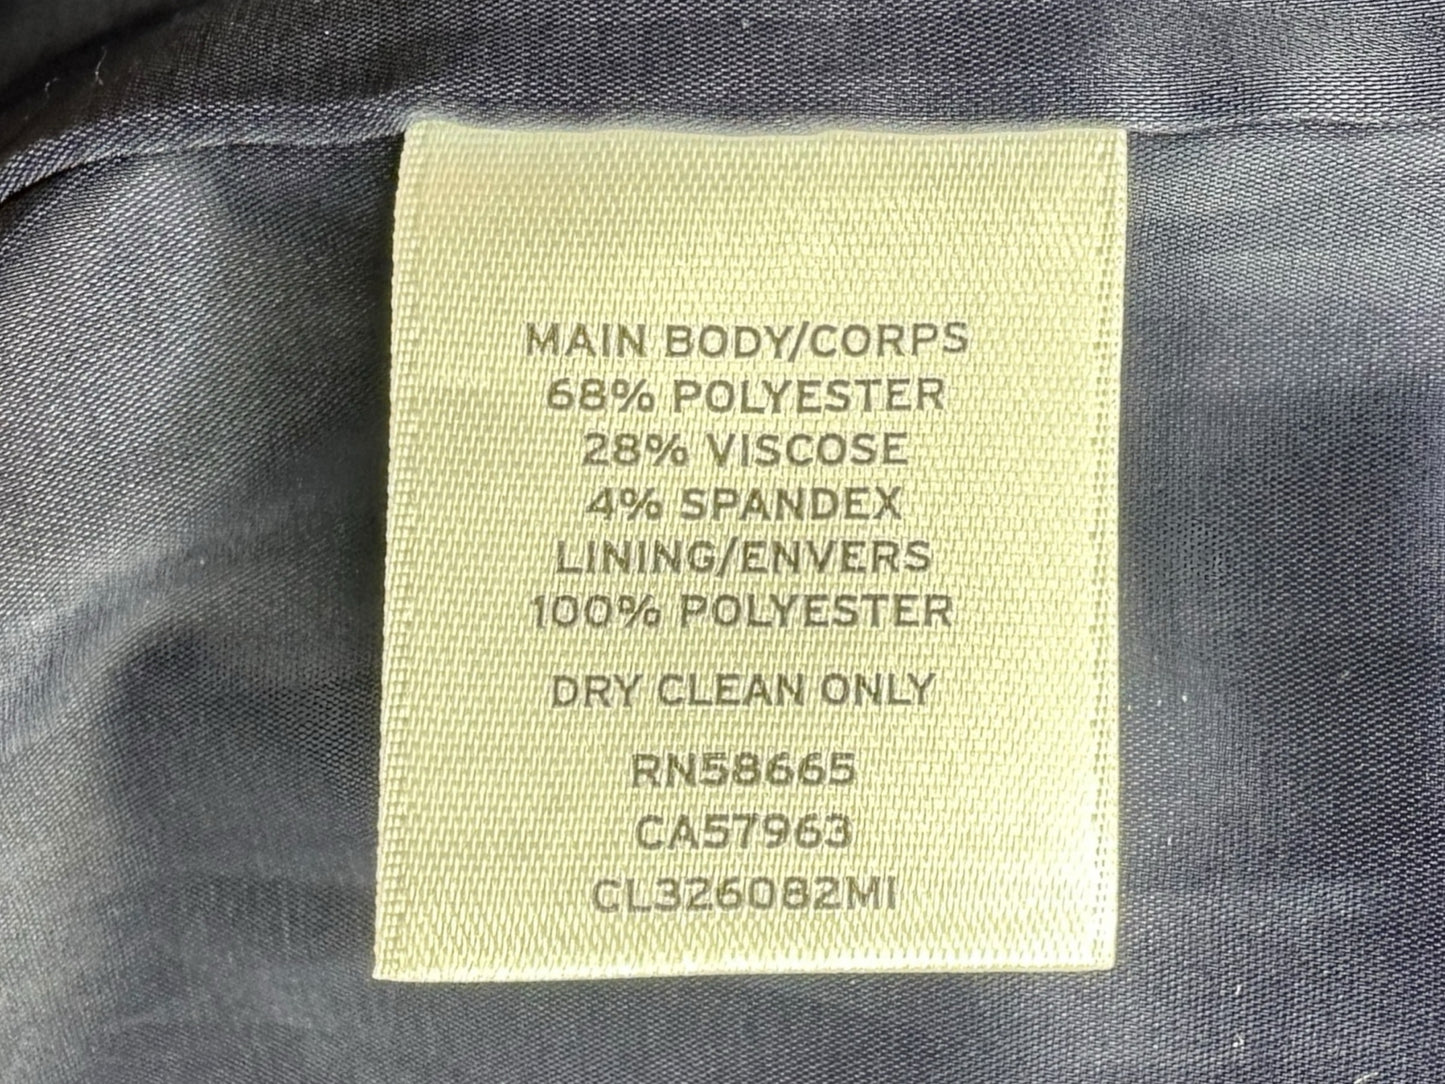 MAIN BODY/CORPS
68% POLYESTER
28% VISCOSE
4% SPANDEX
LINING/ENVERS
100% POLYESTER
DRY CLEAN ONLY
RN58665
CA57963
CL326082MI